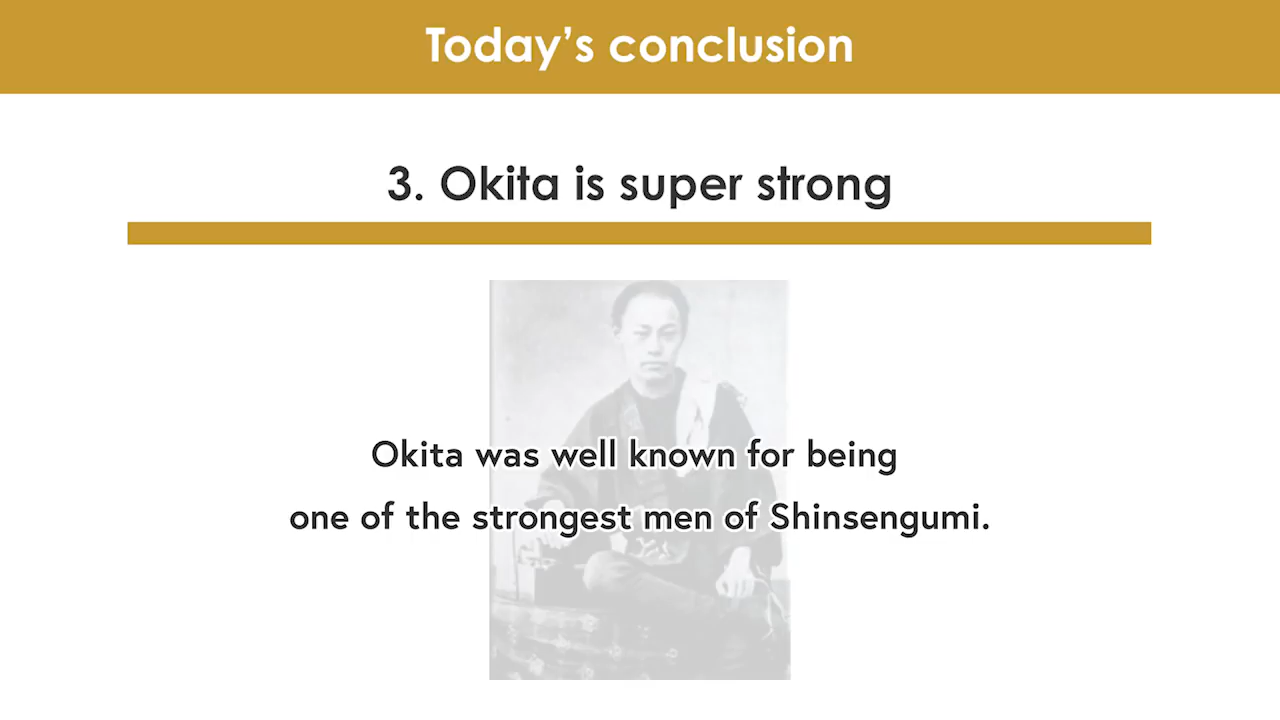 Today’s conclusion
3. Okita is super strong
Okita was well known for being
one of the strongest men of Shinsengumi.